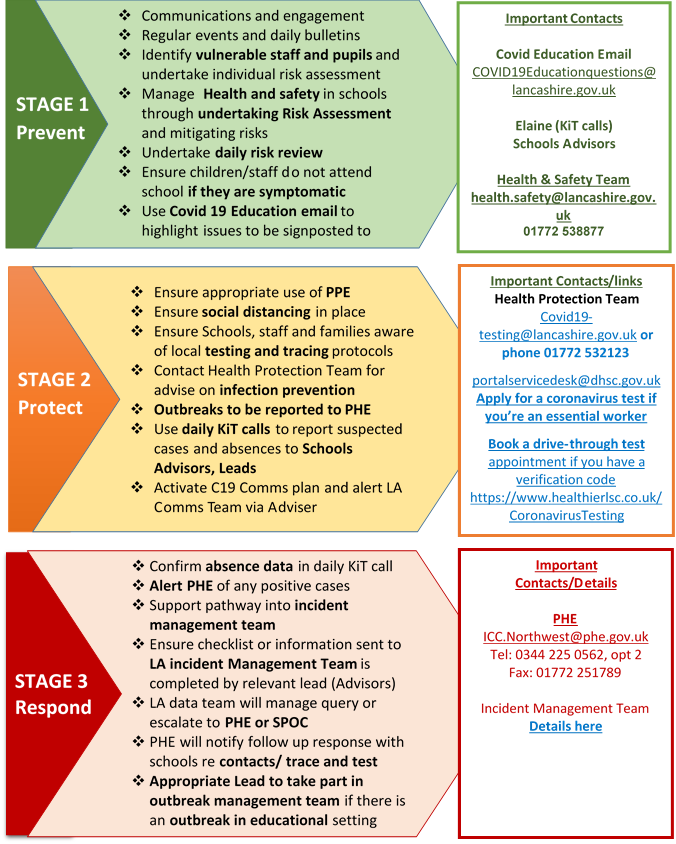 STAGE 1
Prevent
❖ Communications and engagement
❖ Regular events and daily bulletins
❖ Identify vulnerable staff and pupils and
undertake individual risk assessment
❖ Manage Health and safety in schools
through undertaking Risk Assessment
and mitigating risks
❖ Undertake daily risk review
❖ Ensure children/staff do not attend
school if they are symptomatic
❖ Use Covid 19 Education email to
highlight issues to be signposted to
Important Contacts
Covid Education Email
COVID19Educationquestions@
lancashire.gov.uk
Elaine (KiT calls)
Schools Advisors
Health & Safety Team
health.safety@lancashire.gov.
uk
01772 538877
STAGE 2
Protect
❖ Ensure appropriate use of PPE
❖ Ensure social distancing in place
❖ Ensure Schools, staff and families aware
of local testing and tracing protocols
❖ Contact Health Protection Team for
advise on infection prevention
❖ Outbreaks to be reported to PHE
❖ Use daily KiT calls to report suspected
cases and absences to Schools
Advisors, Leads
❖ Activate C19 Comms plan and alert LA
Comms Team via Adviser
Important Contacts/links
Health Protection Team
Covid19-
testing@lancashire.gov.uk or
phone 01772 532123
portalservicedesk@dhsc.gov.uk
Apply for a coronavirus test if
you’re an essential worker
Book a drive-through test
appointment if you have a
verification code
https://www.healthierlsc.co.uk/
CoronavirusTesting
STAGE 3
Respond
❖ Confirm absence data in daily KiT call
❖ Alert PHE of any positive cases
❖ Support pathway into incident
management team
❖ Ensure checklist or information sent to
LA incident Management Team is
completed by relevant lead (Advisors)
❖ LA data team will manage query or
escalate to PHE or SPOC
❖ PHE will notify follow up response with
schools re contacts/ trace and test
❖ Appropriate Lead to take part in
outbreak management team if there is
an outbreak in educational setting
Important
Contacts/Details
PHE
ICC.Northwest@phe.gov.uk
Tel: 0344 225 0562, opt 2
Fax: 01772 251789
Incident Management Team
Details here